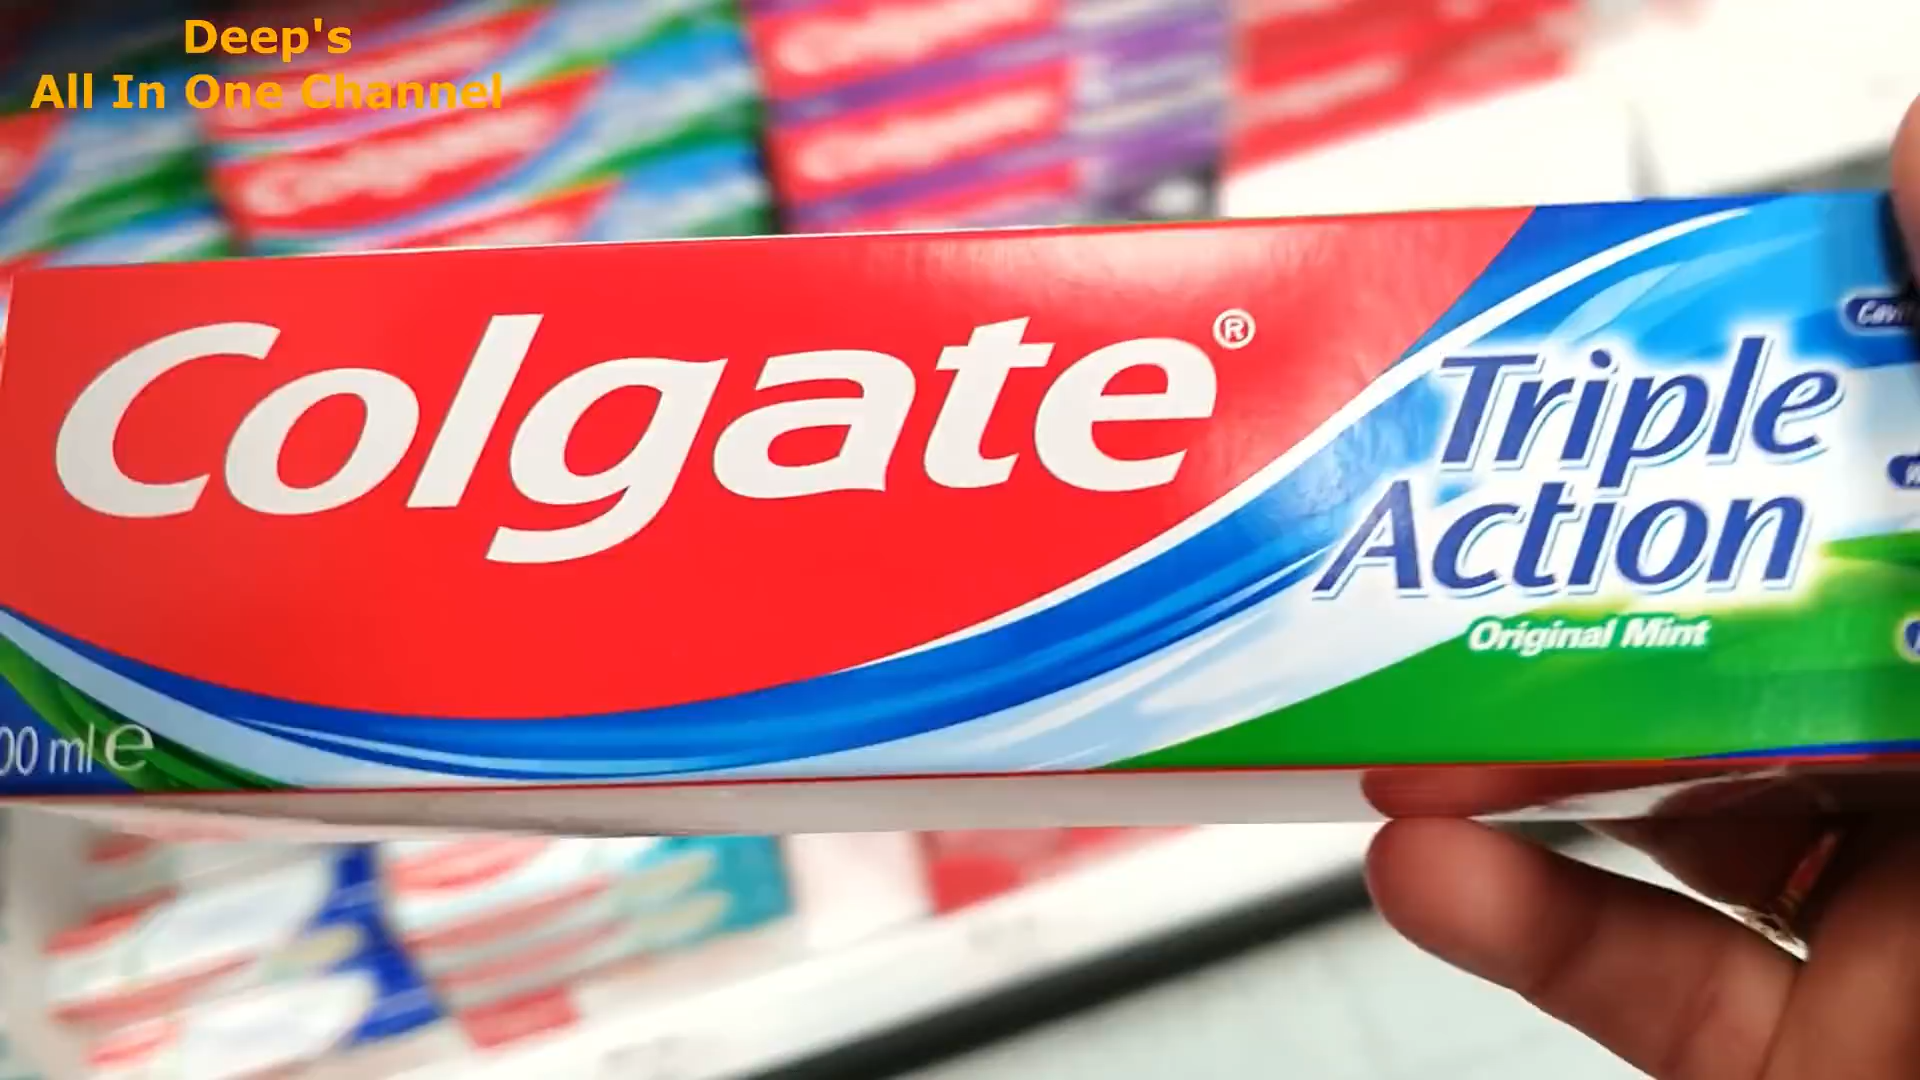 Deep's
All In One Channel
Colgate®
Triple
Action
Original Mint
00 ml e